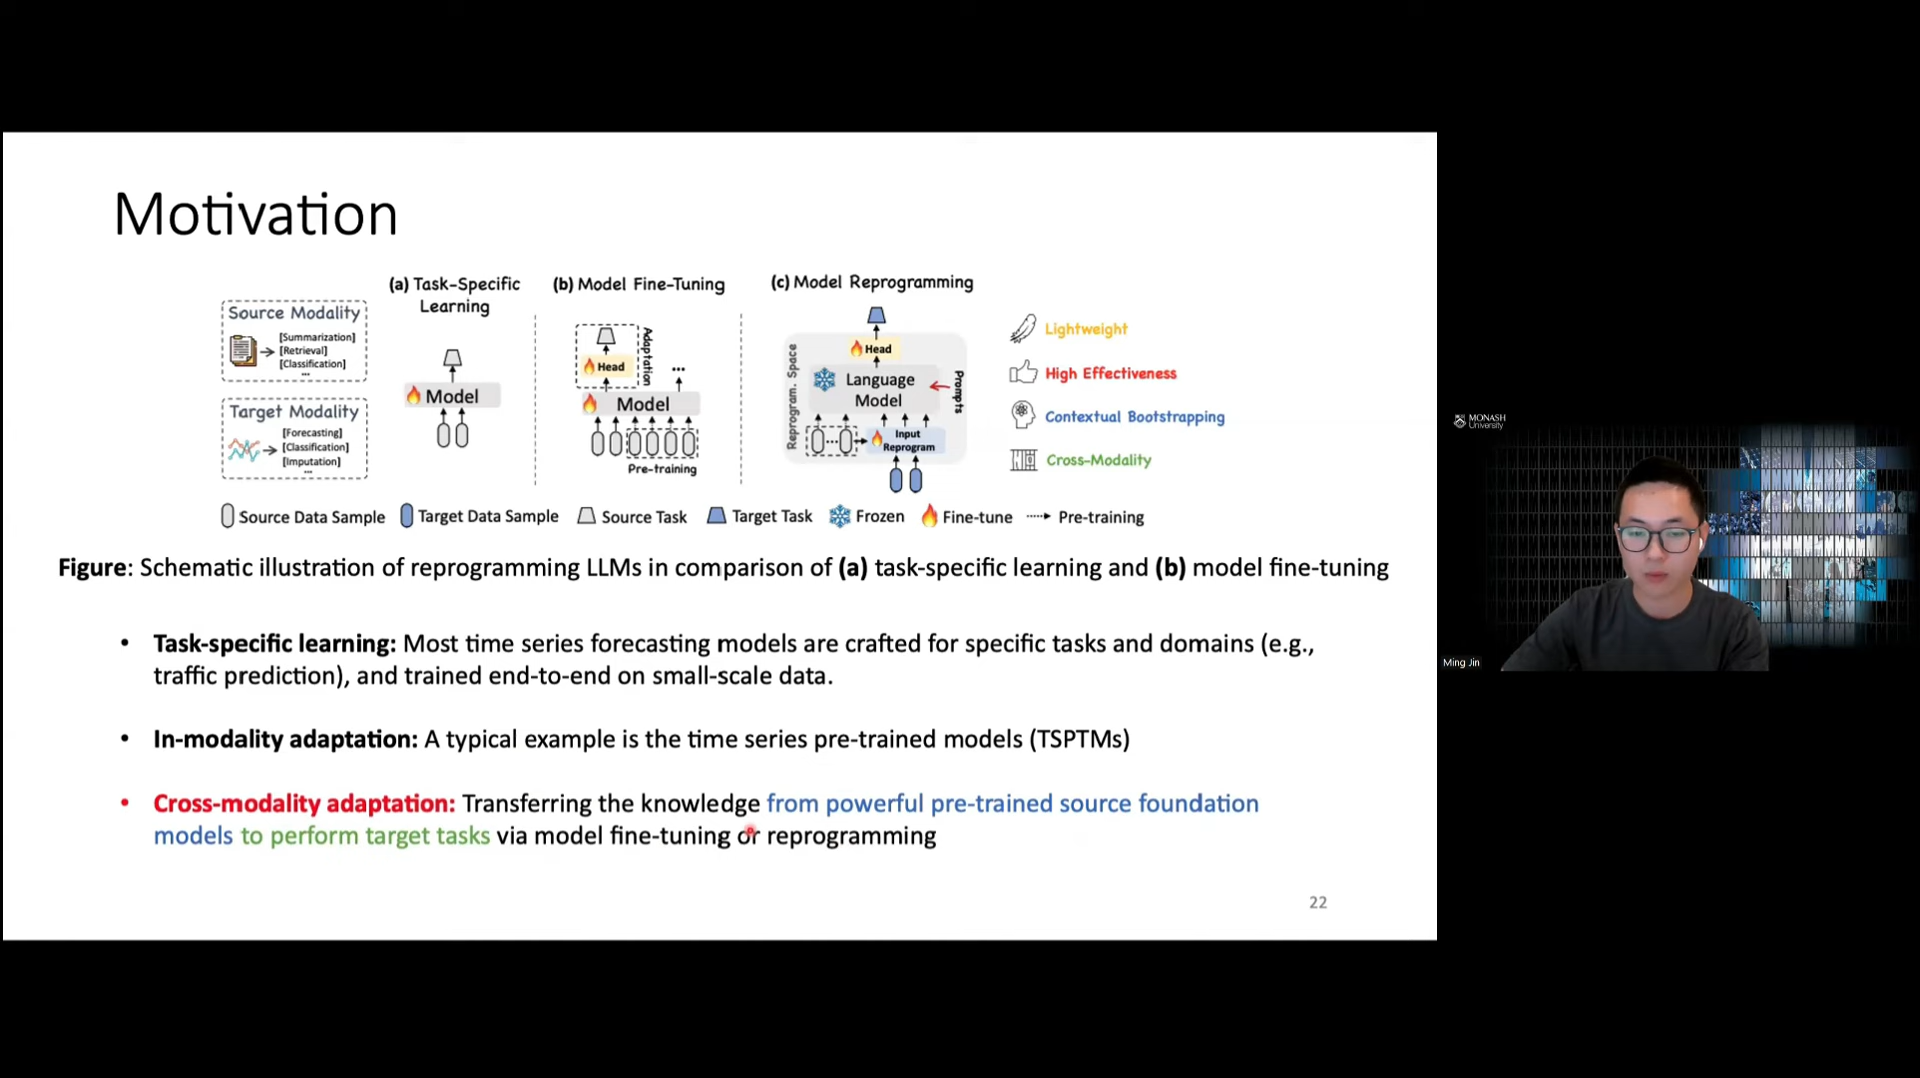 Motivation
Source Modality
[Summarization]
[Retrieval]
[Classification]
...
Target Modality
[Forecasting]
[Classification]
[Imputation]
...
(a) Task-Specific
Learning
Model
(b) Model Fine-Tuning
Adaptation
Head
...
Model
Pre-training
(c) Model Reprogramming
Reprogram. Space
Head
Language
Model
Prompts
...
Input
Reprogram
Lightweight
High Effectiveness
Contextual Bootstrapping
Cross-Modality
Source Data Sample Target Data Sample Source Task Target Task Frozen Fine-tune Pre-training
Figure: Schematic illustration of reprogramming LLMs in comparison of (a) task-specific learning and (b) model fine-tuning
• Task-specific learning: Most time series forecasting models are crafted for specific tasks and domains (e.g.,
traffic prediction), and trained end-to-end on small-scale data.
• In-modality adaptation: A typical example is the time series pre-trained models (TSPTMs)
• Cross-modality adaptation: Transferring the knowledge from powerful pre-trained source foundation
models to perform target tasks via model fine-tuning or reprogramming
22
MONASH
University
Ming Jin